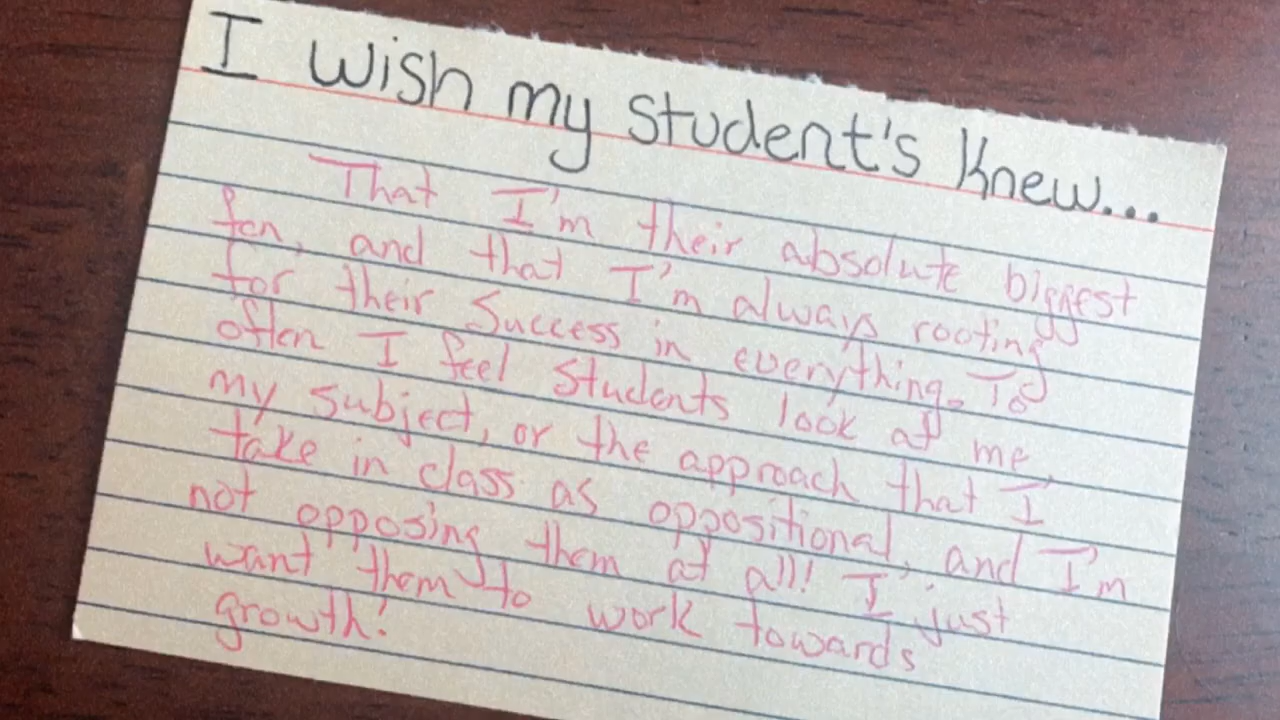 I wish my student's knew...
That I'm their absolute biggest
fan, and that I'm always rooting
for their success in everything. To
often I feel students look at me,
my subject, or the approach that I
take in class as oppositional, and I'm
not opposing them at all! I just
want them to work towards
growth!